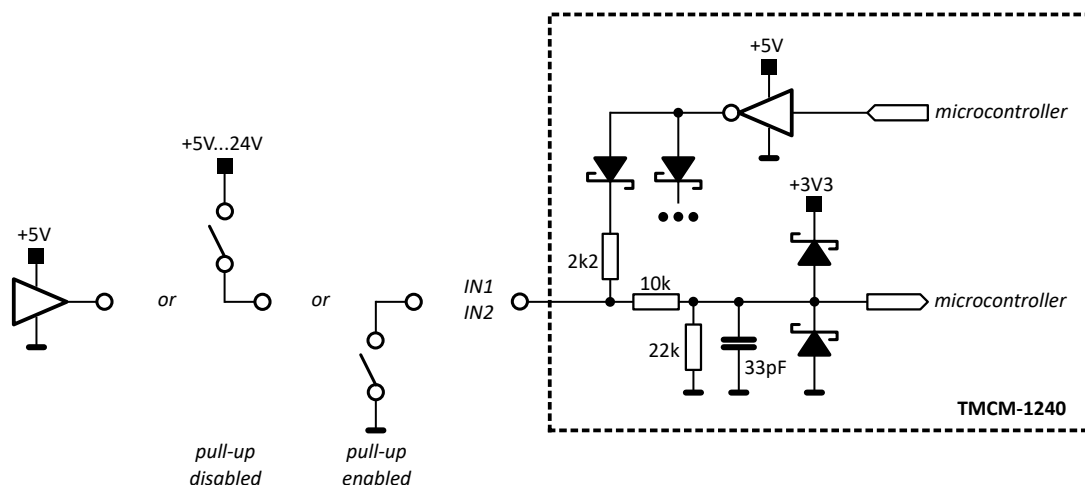 +5V
microcontroller
+5V...24V
+3V3
+5V
2k2
10k
IN1
IN2
or
or
microcontroller
22k
33pF
TMCM-1240
pull-up
disabled
pull-up
enabled